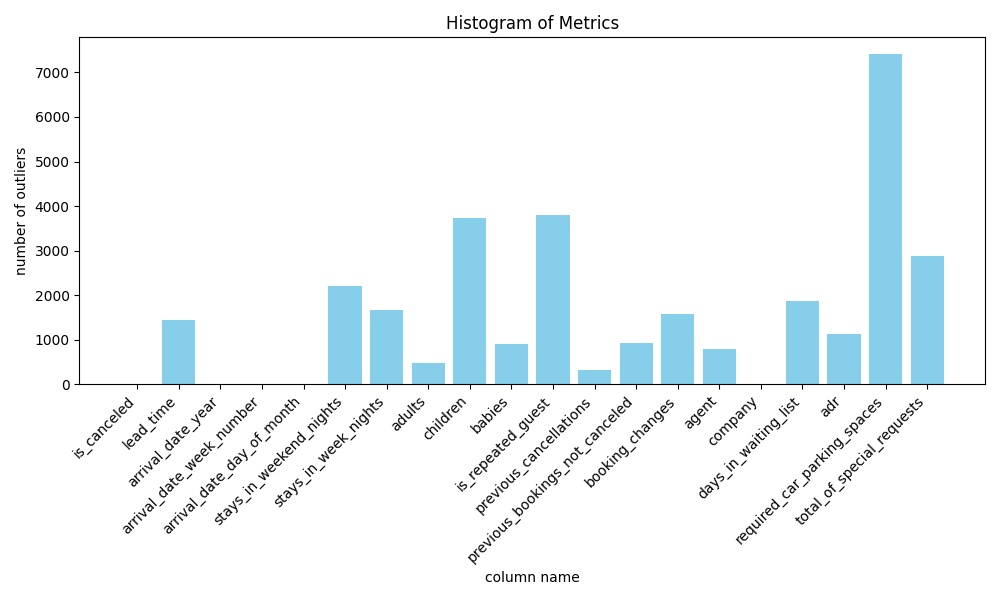 Histogram of Metrics
number of outliers
7000
6000
5000
4000
3000
2000
1000
0
is_canceled
lead_time
arrival_date_year
arrival_date_week_number
arrival_date_day_of_month
stays_in_weekend_nights
stays_in_week_nights
adults
children
babies
is_repeated_guest
previous_cancellations
previous_bookings_not_canceled
booking_changes
agent
company
days_in_waiting_list
adr
required_car_parking_spaces
total_of_special_requests
column name